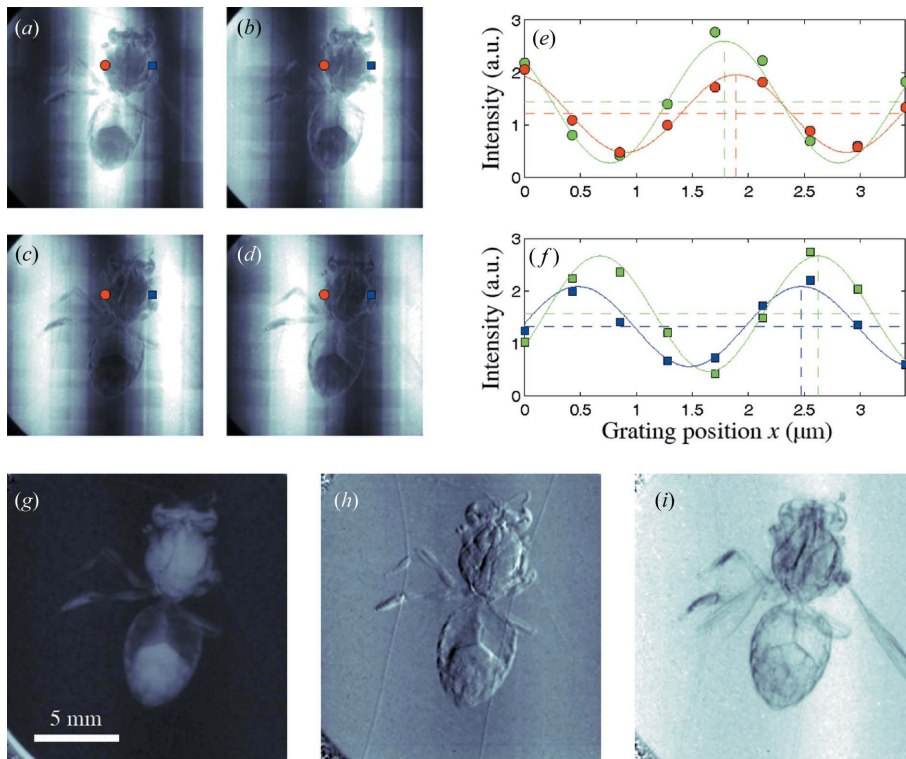 (a)
(b)
(c)
(d)
(e)
Intensity (a.u.)
3
2
1
0
0
0.5
1
1.5
2
2.5
3
(f)
Intensity (a.u.)
3
2
1
0
0
0.5
1
1.5
2
2.5
3
Grating position x (μm)
(g)
5 mm
(h)
(i)